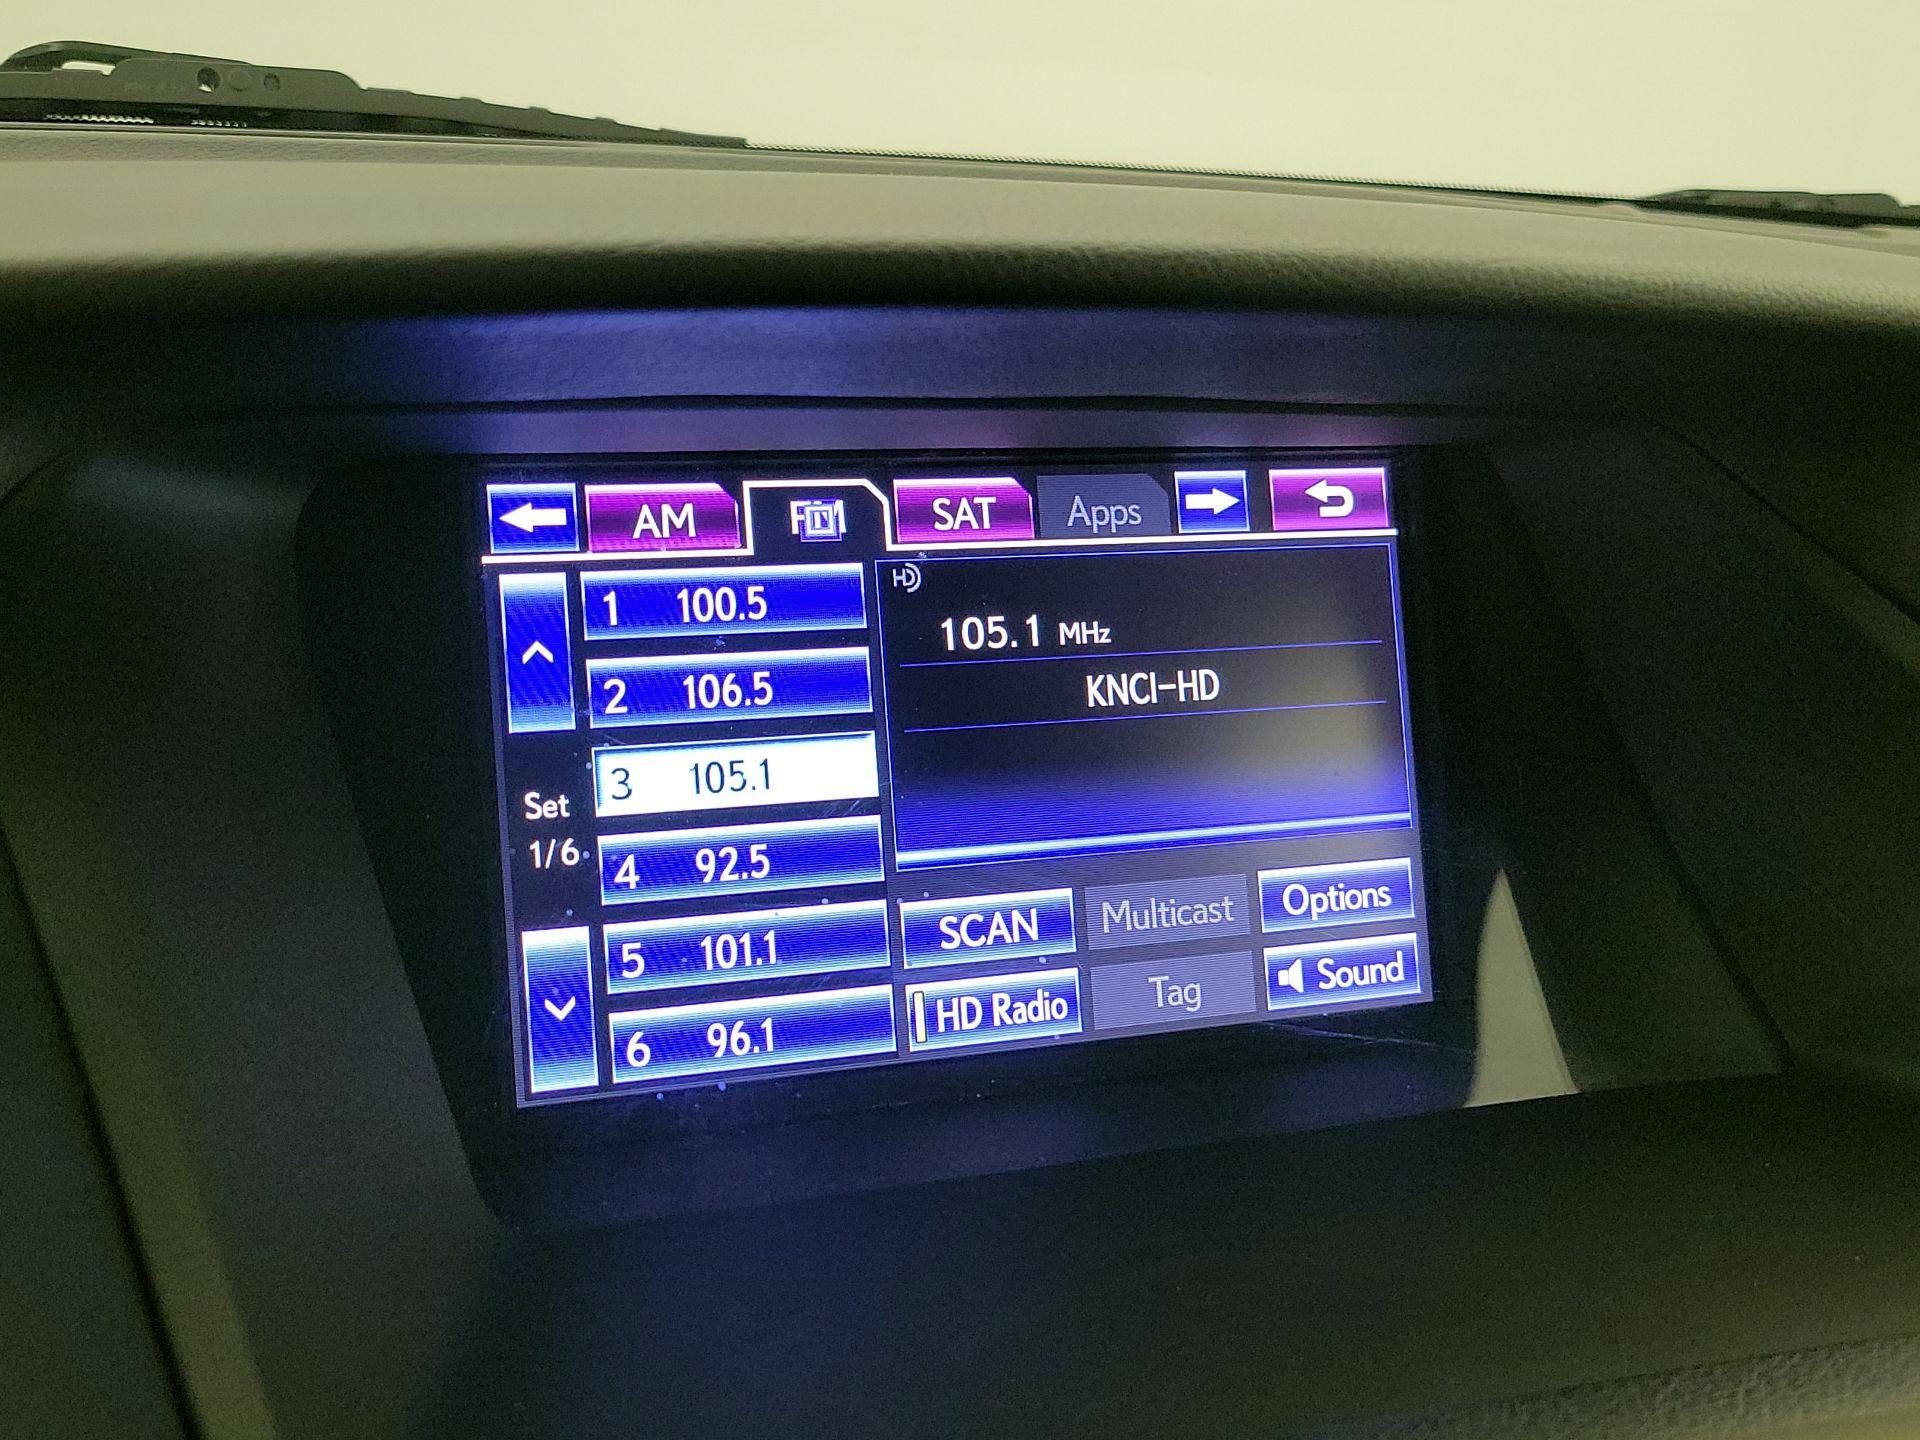 AM
FM
SAT
Apps
1 100.5
2 106.5
3 105.1
4 92.5
5 101.1
6 96.1
Set
1/6
HD
105.1 MHz
KNCI-HD
SCAN
Multicast
Options
HD Radio
Tag
Sound